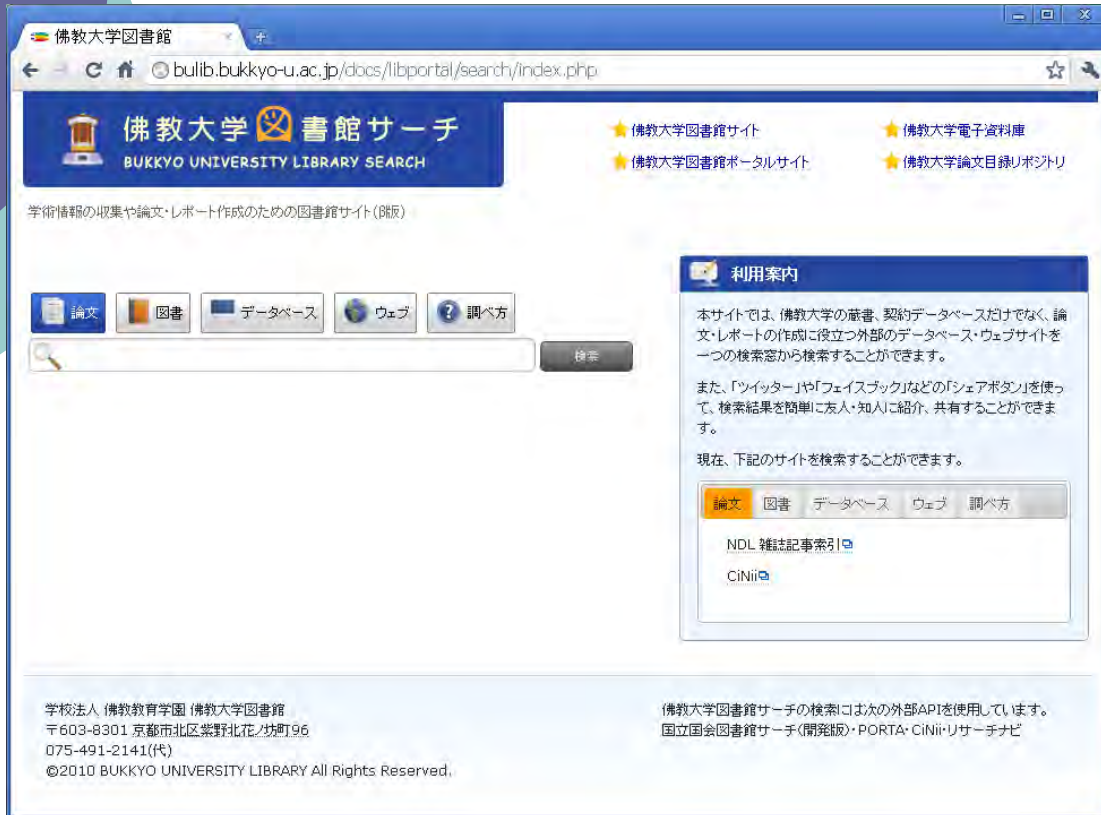 佛教大学図書館
bulib.bukkyo-u.ac.jp/docs/libportal/search/index.php
佛教大学図書館サーチ
BUKKYO UNIVERSITY LIBRARY SEARCH
佛教大学図書館サイト
佛教大学電子資料庫
佛教大学図書館ポータルサイト
佛教大学論文目録リポジトリ
学術情報の収集や論文・レポート作成のための図書館サイト(β版)
論文 図書 データベース ウェブ 調べ方
検索
利用案内
本サイトでは、佛教大学の蔵書、契約データベースだけでなく、論
文・レポートの作成に役立つ外部のデータベース・ウェブサイトを
一つの検索窓から検索することができます。
また、「ツイッター」や「フェイスブック」などの「シェアボタン」を使っ
て、検索結果を簡単に友人・知人に紹介、共有することができま
す。
現在、下記のサイトを検索することができます。
論文 図書 データベース ウェブ 調べ方
NDL 雑誌記事索引
CiNii
学校法人 佛教教育学園 佛教大学図書館
〒603-8301 京都市北区紫野北花ノ坊町96
075-491-2141(代)
©2010 BUKKYO UNIVERSITY LIBRARY All Rights Reserved.
佛教大学図書館サーチの検索には次の外部APIを使用しています。
国立国会図書館サーチ(開発版)・PORTA・CiNii・リサーチナビ